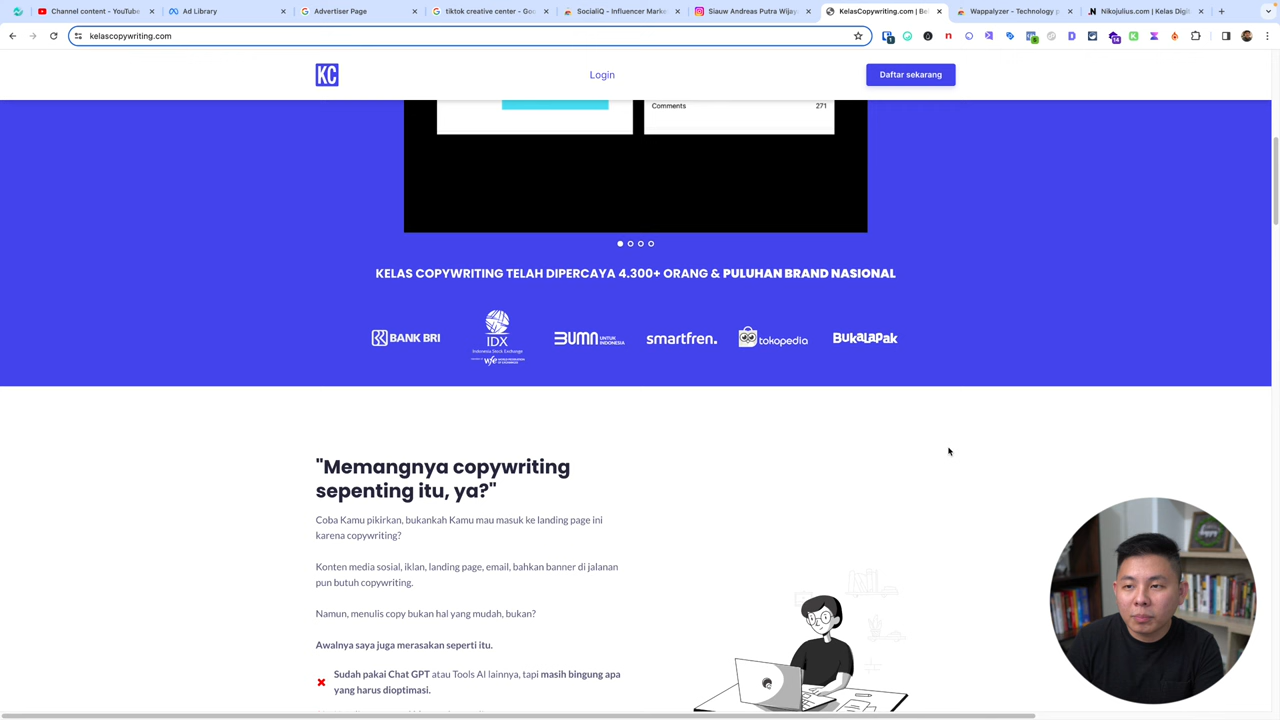 Channel content - YouTube
Ad Library
Advertiser Page
tiktok creative center - Goo
SocialiQ - Influencer Marke
Siauw Andreas Putra Wijay
KelasCopywriting.com | Be
Wappalyzer - Technology p
Nikojulius.com | Kelas Digit
kelascopywriting.com
KC
Login
Daftar sekarang
Comments 271
KELAS COPYWRITING TELAH DIPERCAYA 4.300+ ORANG & PULUHAN BRAND NASIONAL
BANK BRI
IDX
Indonesia Stock Exchange
BUMN UNTUK INDONESIA
smartfren.
tokopedia
BukaLapak
"Memangnya copywriting
sepenting itu, ya?"
Coba Kamu pikirkan, bukankah Kamu mau masuk ke landing page ini
karena copywriting?
Konten media sosial, iklan, landing page, email, bahkan banner di jalanan
pun butuh copywriting.
Namun, menulis copy bukan hal yang mudah, bukan?
Awalnya saya juga merasakan seperti itu.
Sudah pakai Chat GPT atau Tools AI lainnya, tapi masih bingung apa
yang harus dioptimasi.